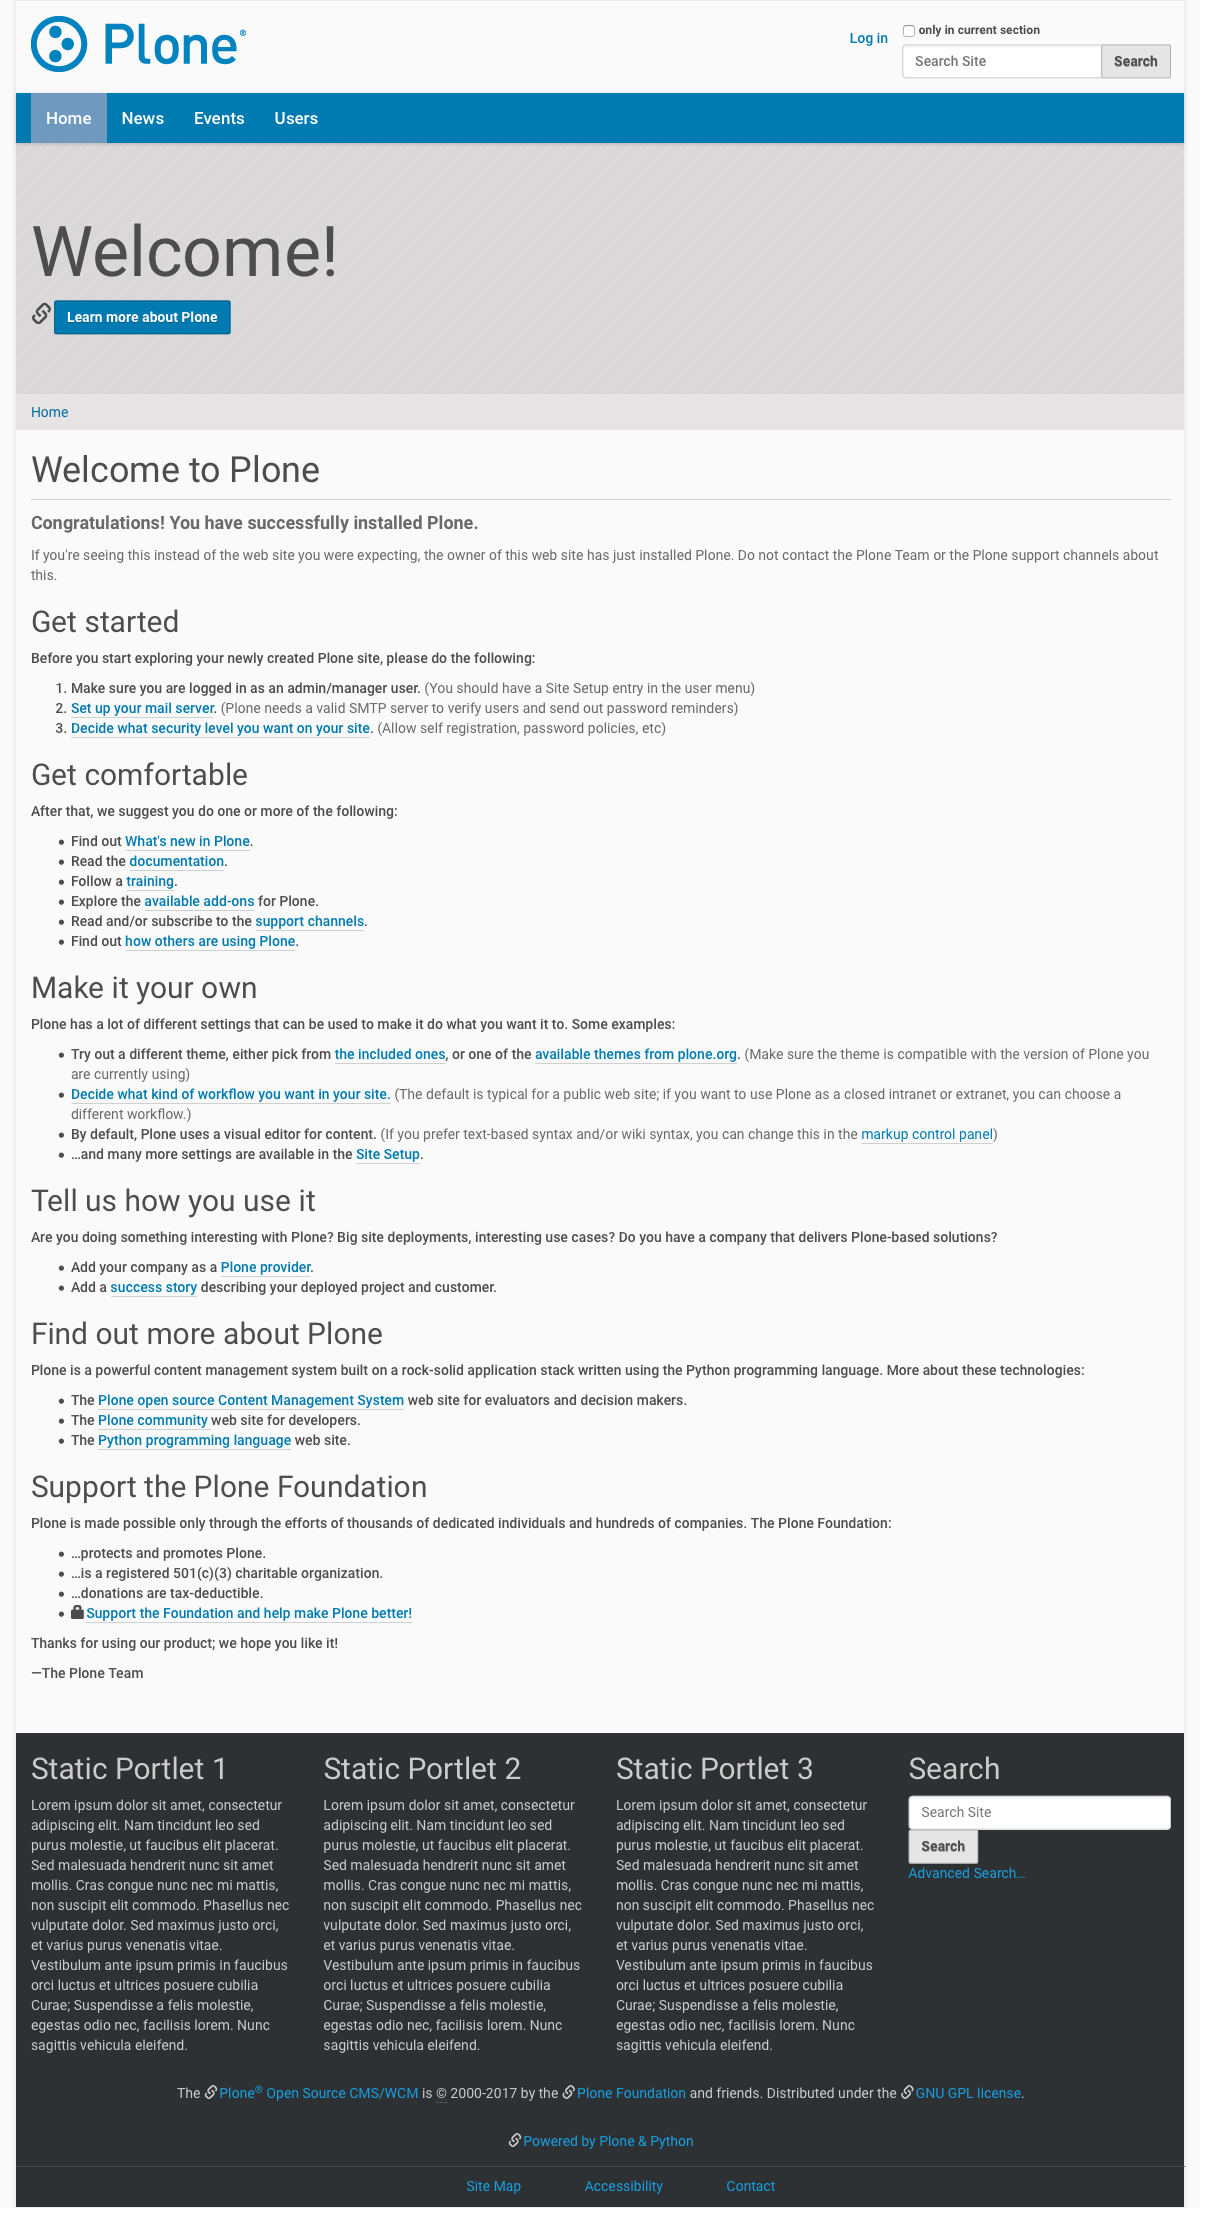 Plone®
Log in
only in current section
Search Site
Search
Home
News
Events
Users
Welcome!
Learn more about Plone
Home
Welcome to Plone
Congratulations! You have successfully installed Plone.
If you're seeing this instead of the web site you were expecting, the owner of this web site has just installed Plone. Do not contact the Plone Team or the Plone support channels about
this.
Get started
Before you start exploring your newly created Plone site, please do the following:
1. Make sure you are logged in as an admin/manager user. (You should have a Site Setup entry in the user menu)
2. Set up your mail server. (Plone needs a valid SMTP server to verify users and send out password reminders)
3. Decide what security level you want on your site. (Allow self registration, password policies, etc)
Get comfortable
After that, we suggest you do one or more of the following:
• Find out What's new in Plone.
• Read the documentation.
• Follow a training.
• Explore the available add-ons for Plone.
• Read and/or subscribe to the support channels.
• Find out how others are using Plone.
Make it your own
Plone has a lot of different settings that can be used to make it do what you want it to. Some examples:
• Try out a different theme, either pick from the included ones, or one of the available themes from plone.org. (Make sure the theme is compatible with the version of Plone you
are currently using)
• Decide what kind of workflow you want in your site. (The default is typical for a public web site; if you want to use Plone as a closed intranet or extranet, you can choose a
different workflow.)
• By default, Plone uses a visual editor for content. (If you prefer text-based syntax and/or wiki syntax, you can change this in the markup control panel)
• …and many more settings are available in the Site Setup.
Tell us how you use it
Are you doing something interesting with Plone? Big site deployments, interesting use cases? Do you have a company that delivers Plone-based solutions?
• Add your company as a Plone provider.
• Add a success story describing your deployed project and customer.
Find out more about Plone
Plone is a powerful content management system built on a rock-solid application stack written using the Python programming language. More about these technologies:
• The Plone open source Content Management System web site for evaluators and decision makers.
• The Plone community web site for developers.
• The Python programming language web site.
Support the Plone Foundation
Plone is made possible only through the efforts of thousands of dedicated individuals and hundreds of companies. The Plone Foundation:
• …protects and promotes Plone.
• …is a registered 501(c)(3) charitable organization.
• …donations are tax-deductible.
• Support the Foundation and help make Plone better!
Thanks for using our product; we hope you like it!
—The Plone Team
Static Portlet 1
Lorem ipsum dolor sit amet, consectetur
adipiscing elit. Nam tincidunt leo sed
purus molestie, ut faucibus elit placerat.
Sed malesuada hendrerit nunc sit amet
mollis. Cras congue nunc nec mi mattis,
non suscipit elit commodo. Phasellus nec
vulputate dolor. Sed maximus justo orci,
et varius purus venenatis vitae.
Vestibulum ante ipsum primis in faucibus
orci luctus et ultrices posuere cubilia
Curae; Suspendisse a felis molestie,
egestas odio nec, facilisis lorem. Nunc
sagittis vehicula eleifend.
Static Portlet 2
Lorem ipsum dolor sit amet, consectetur
adipiscing elit. Nam tincidunt leo sed
purus molestie, ut faucibus elit placerat.
Sed malesuada hendrerit nunc sit amet
mollis. Cras congue nunc nec mi mattis,
non suscipit elit commodo. Phasellus nec
vulputate dolor. Sed maximus justo orci,
et varius purus venenatis vitae.
Vestibulum ante ipsum primis in faucibus
orci luctus et ultrices posuere cubilia
Curae; Suspendisse a felis molestie,
egestas odio nec, facilisis lorem. Nunc
sagittis vehicula eleifend.
Static Portlet 3
Lorem ipsum dolor sit amet, consectetur
adipiscing elit. Nam tincidunt leo sed
purus molestie, ut faucibus elit placerat.
Sed malesuada hendrerit nunc sit amet
mollis. Cras congue nunc nec mi mattis,
non suscipit elit commodo. Phasellus nec
vulputate dolor. Sed maximus justo orci,
et varius purus venenatis vitae.
Vestibulum ante ipsum primis in faucibus
orci luctus et ultrices posuere cubilia
Curae; Suspendisse a felis molestie,
egestas odio nec, facilisis lorem. Nunc
sagittis vehicula eleifend.
Search
Search Site
Search
Advanced Search…
The Plone® Open Source CMS/WCM is © 2000-2017 by the Plone Foundation and friends. Distributed under the GNU GPL license.
Powered by Plone & Python
Site Map
Accessibility
Contact